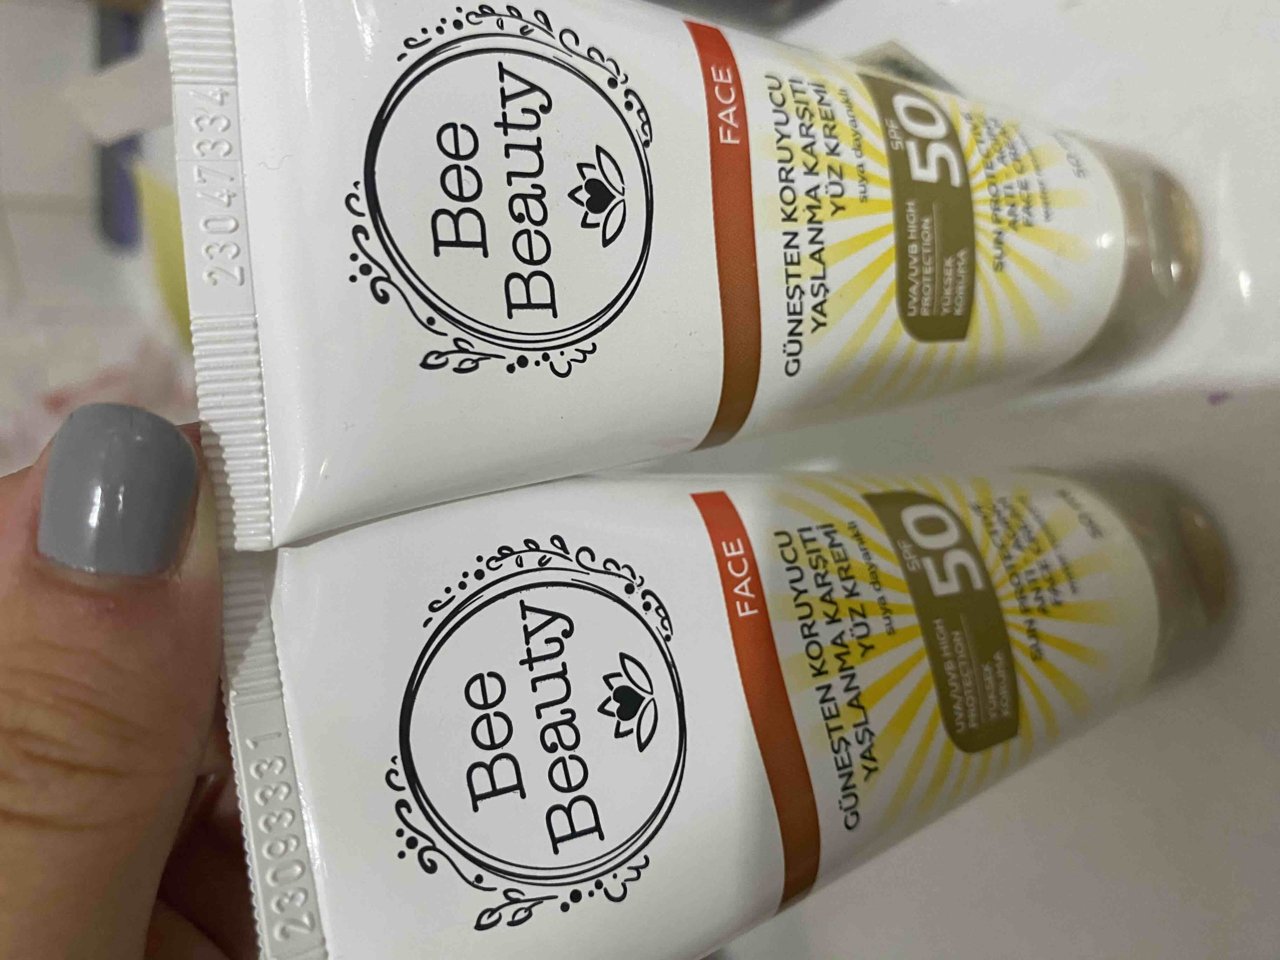 23047334
Bee
Beauty
FACE
GÜNEŞTEN KORUYUCU
YAŞLANMA KARŞITI
YÜZ KREMİ
suya dayanıklı
SPF
50
UVA/UVB HIGH
PROTECTION
YÜKSEK
KORUMA
23093331
Bee
Beauty
FACE
GÜNEŞTEN KORUYUCU
YAŞLANMA KARŞITI
YÜZ KREMİ
suya dayanıklı
SPF
50
UVA/UVB HIGH
PROTECTION
YÜKSEK
KORUMA